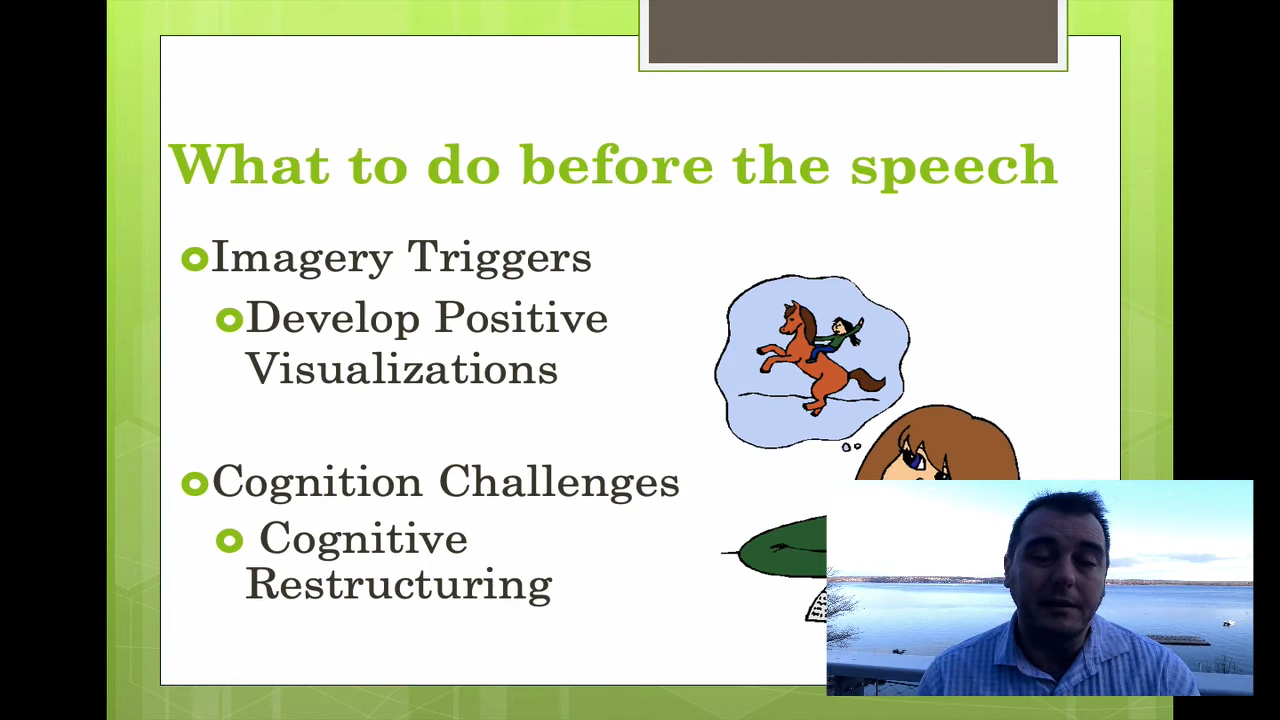 What to do before the speech
Imagery Triggers
Develop Positive
Visualizations
Cognition Challenges
Cognitive
Restructuring